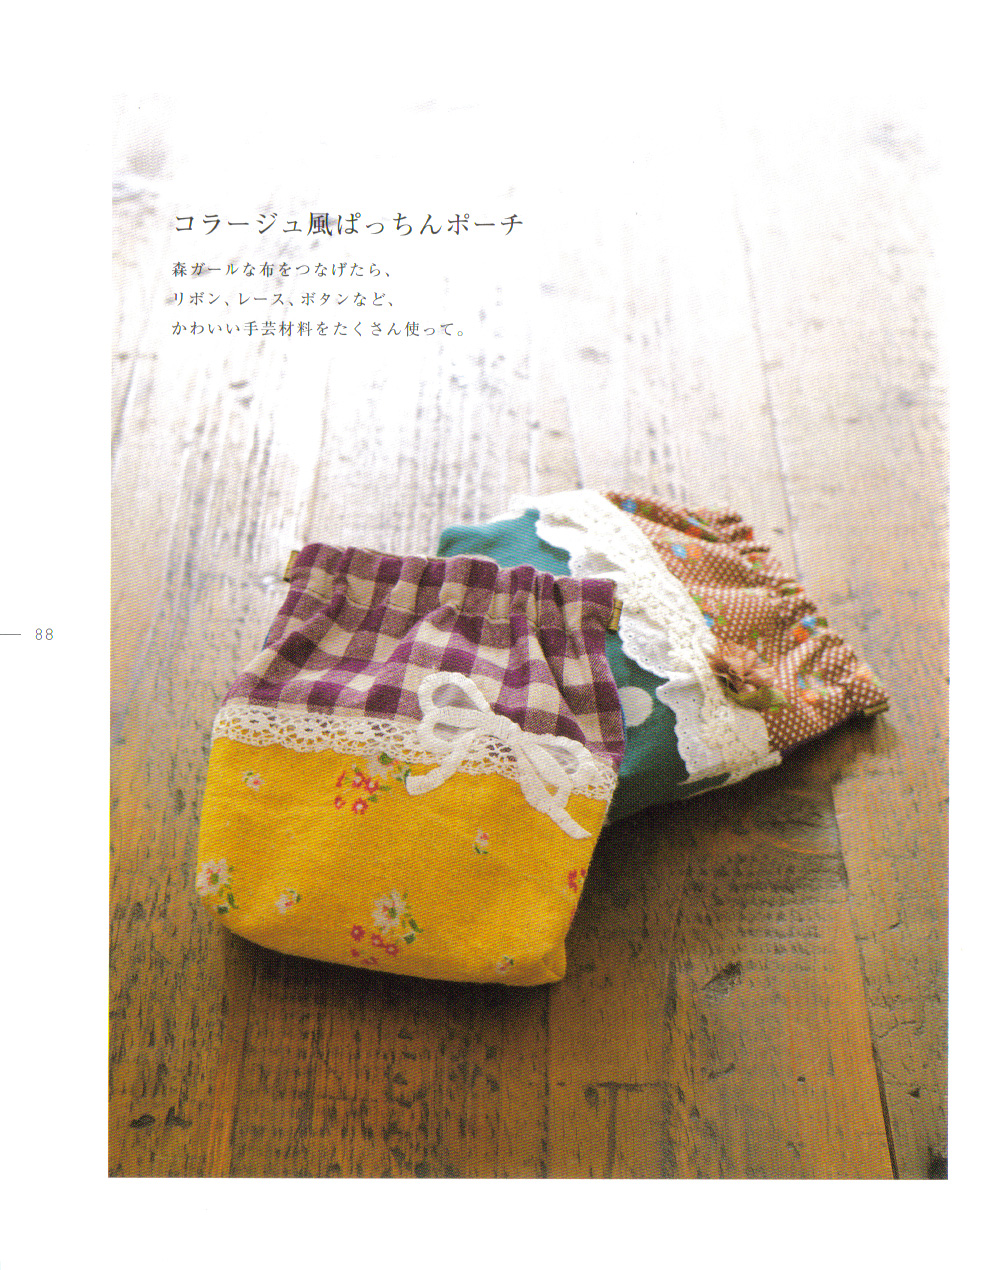 コラージュ風ぱっちんポーチ
森ガールな布をつなげたら、
リボン、レース、ボタンなど、
かわいい手芸材料をたくさん使って。
88